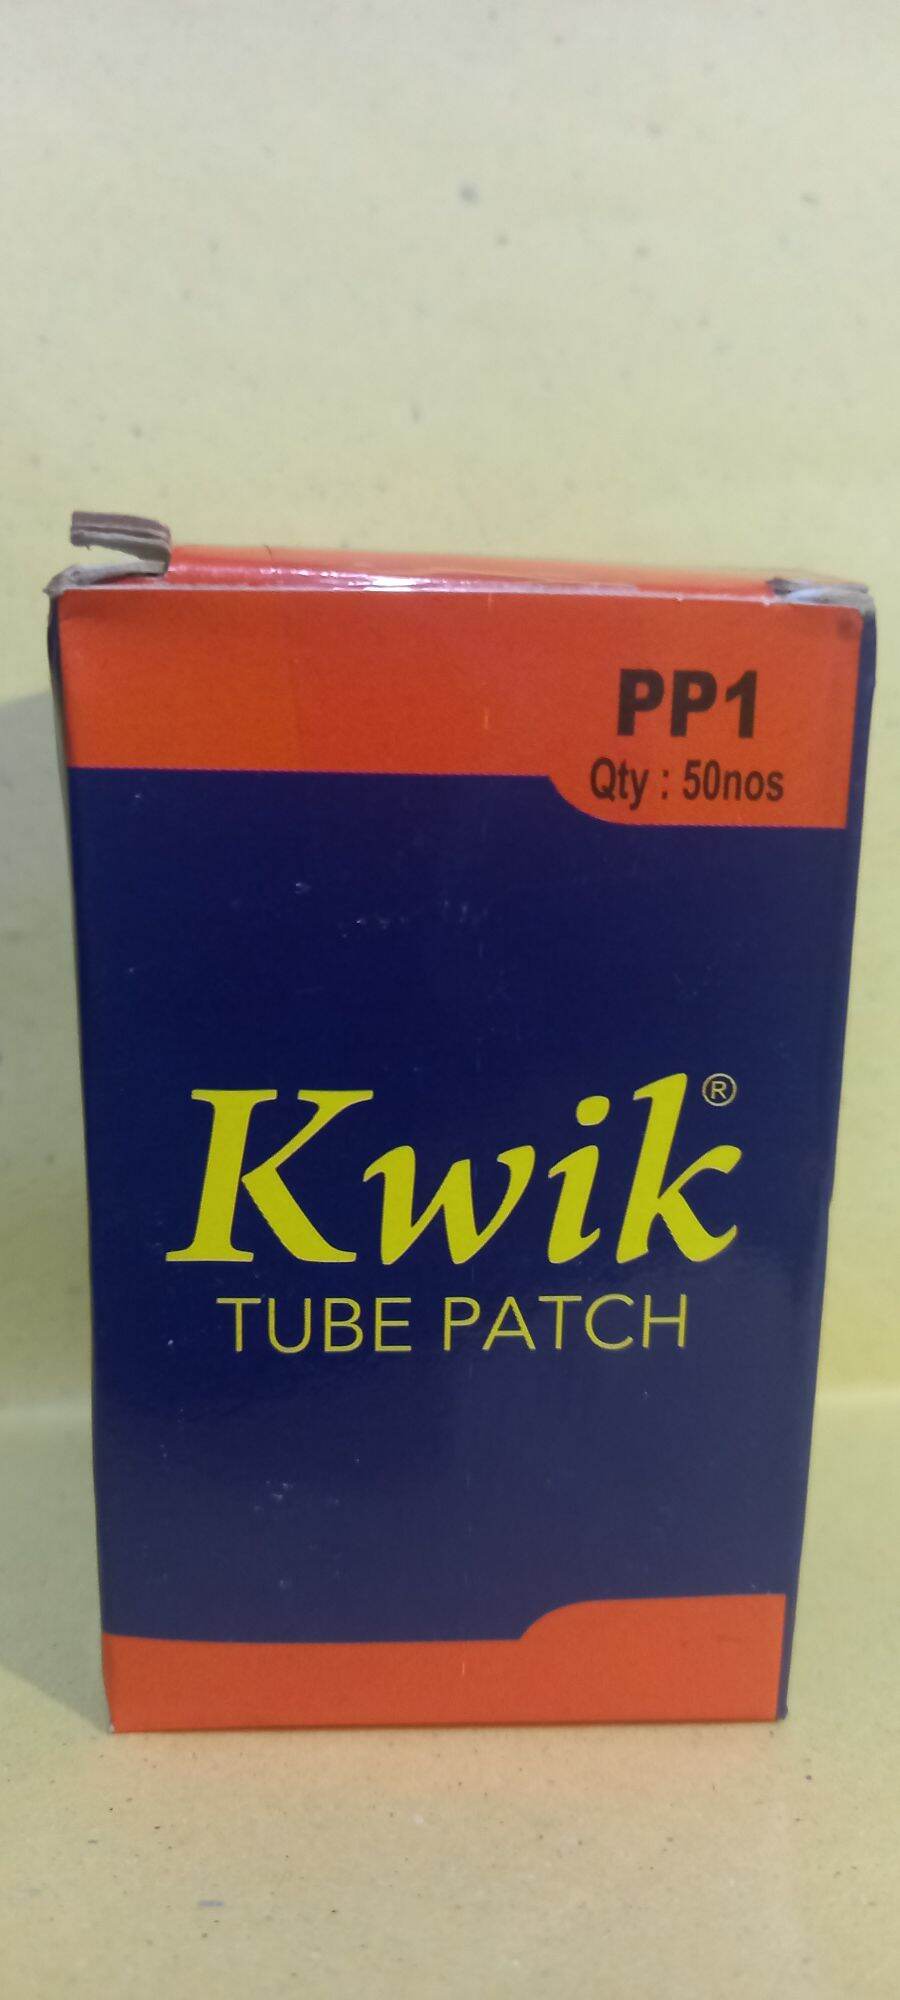 PP1
Qty : 50nos
Kwik®
TUBE PATCH